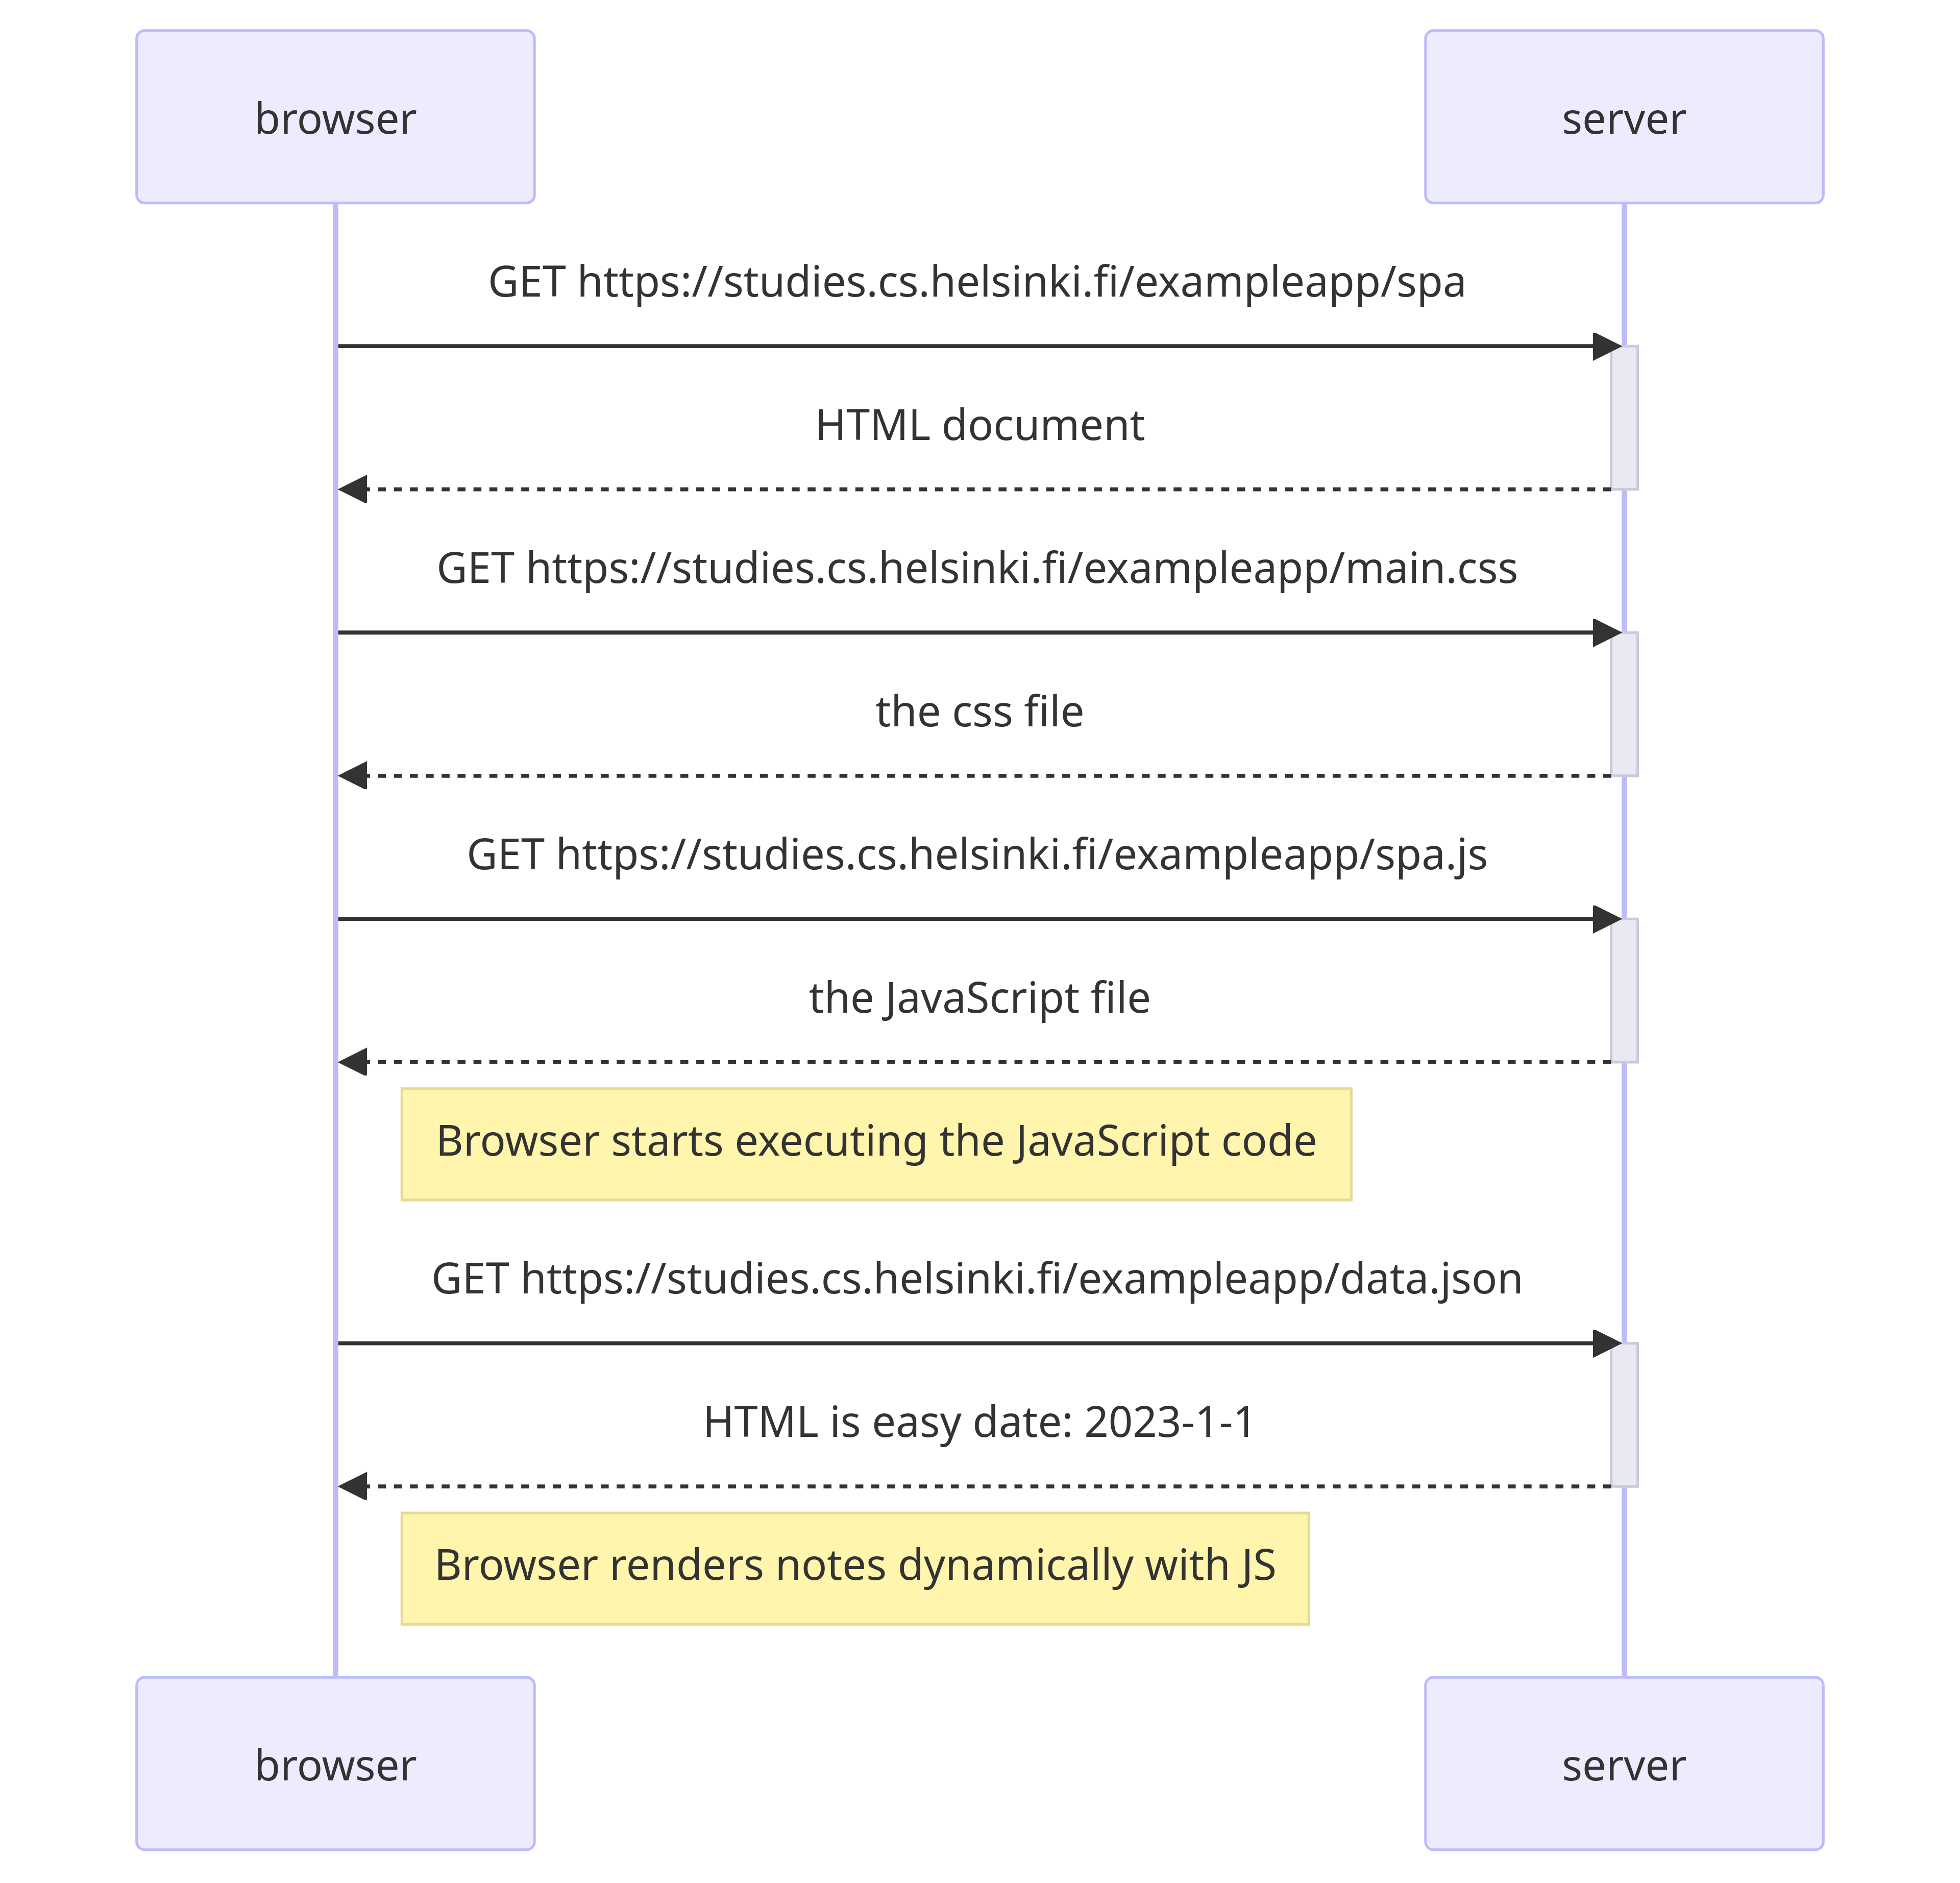 browser
server
GET https://studies.cs.helsinki.fi/exampleapp/spa
HTML document
GET https://studies.cs.helsinki.fi/exampleapp/main.css
the css file
GET https://studies.cs.helsinki.fi/exampleapp/spa.js
the JavaScript file
Browser starts executing the JavaScript code
GET https://studies.cs.helsinki.fi/exampleapp/data.json
HTML is easy date: 2023-1-1
Browser renders notes dynamically with JS
browser
server